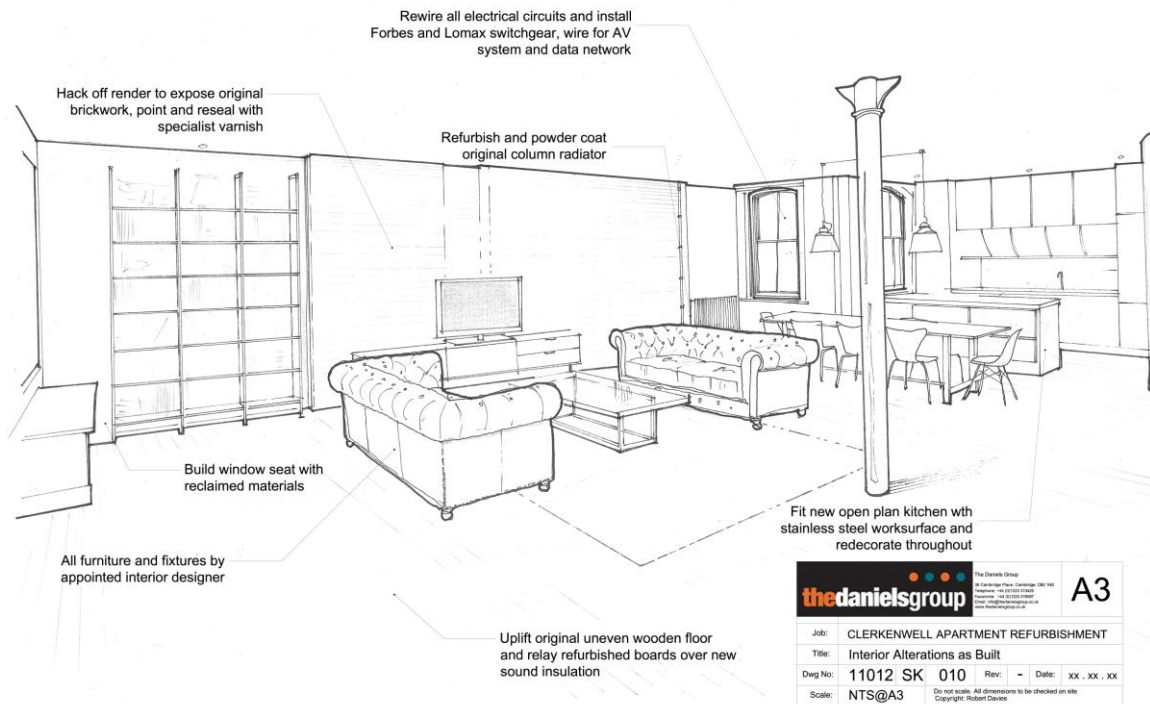 Rewire all electrical circuits and install
Forbes and Lomax switchgear, wire for AV
system and data network
Hack off render to expose original
brickwork, point and reseal with
specialist varnish
Refurbish and powder coat
original column radiator
Build window seat with
reclaimed materials
All furniture and fixtures by
appointed interior designer
Fit new open plan kitchen wth
stainless steel worksurface and
redecorate throughout
Uplift original uneven wooden floor
and relay refurbished boards over new
sound insulation
thedanielsgroup
The Daniels Group
A3
Job: CLERKENWELL APARTMENT REFURBISHMENT
Title: Interior Alterations as Built
Dwg No: 11012 SK 010 Rev: - Date: xx . xx . xx
Scale: NTS@A3
Do not scale. All dimensions to be checked on site
Copyright: Robert Davies